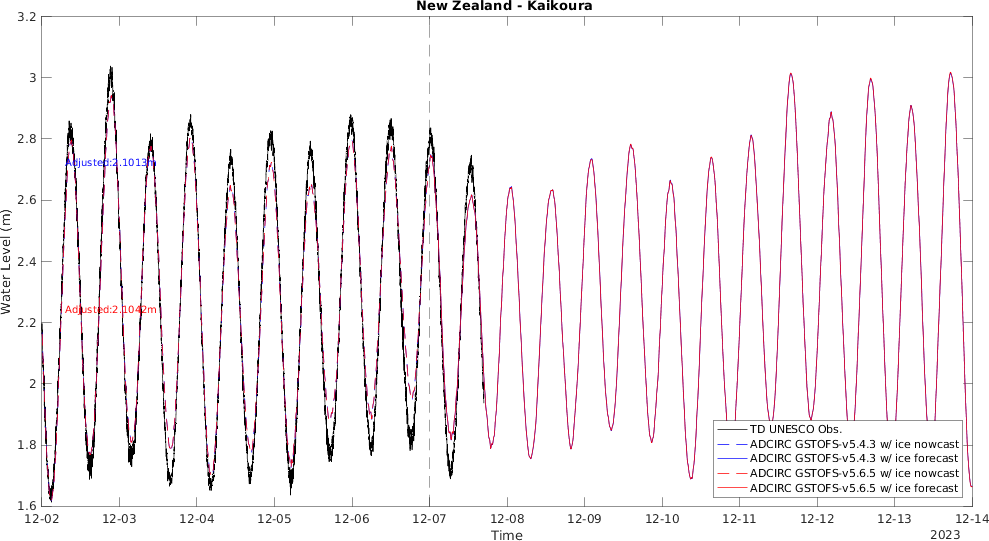 New Zealand - Kaikoura
3.2
3
2.8
2.6
2.4
2.2
2
1.8
1.6
Water Level (m)
Adjusted:2.1013m
Adjusted:2.1042m
TD UNESCO Obs.
ADCIRC GSTOFS-v5.4.3 w/ ice nowcast
ADCIRC GSTOFS-v5.4.3 w/ ice forecast
ADCIRC GSTOFS-v5.6.5 w/ ice nowcast
ADCIRC GSTOFS-v5.6.5 w/ ice forecast
12-02 12-03 12-04 12-05 12-06 12-07 12-08 12-09 12-10 12-11 12-12 12-13 12-14
Time
2023